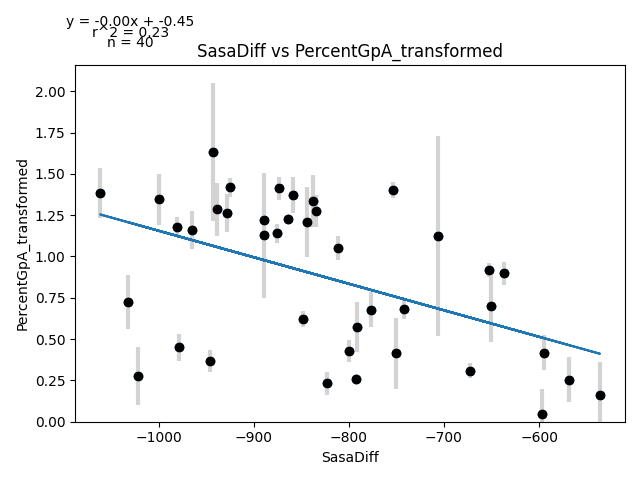 y = -0.00x + -0.45
r^2 = 0.23
n = 40
SasaDiff vs PercentGpA_transformed
PercentGpA_transformed
2.00
1.75
1.50
1.25
1.00
0.75
0.50
0.25
0.00
−1000 −900 −800 −700 −600
SasaDiff